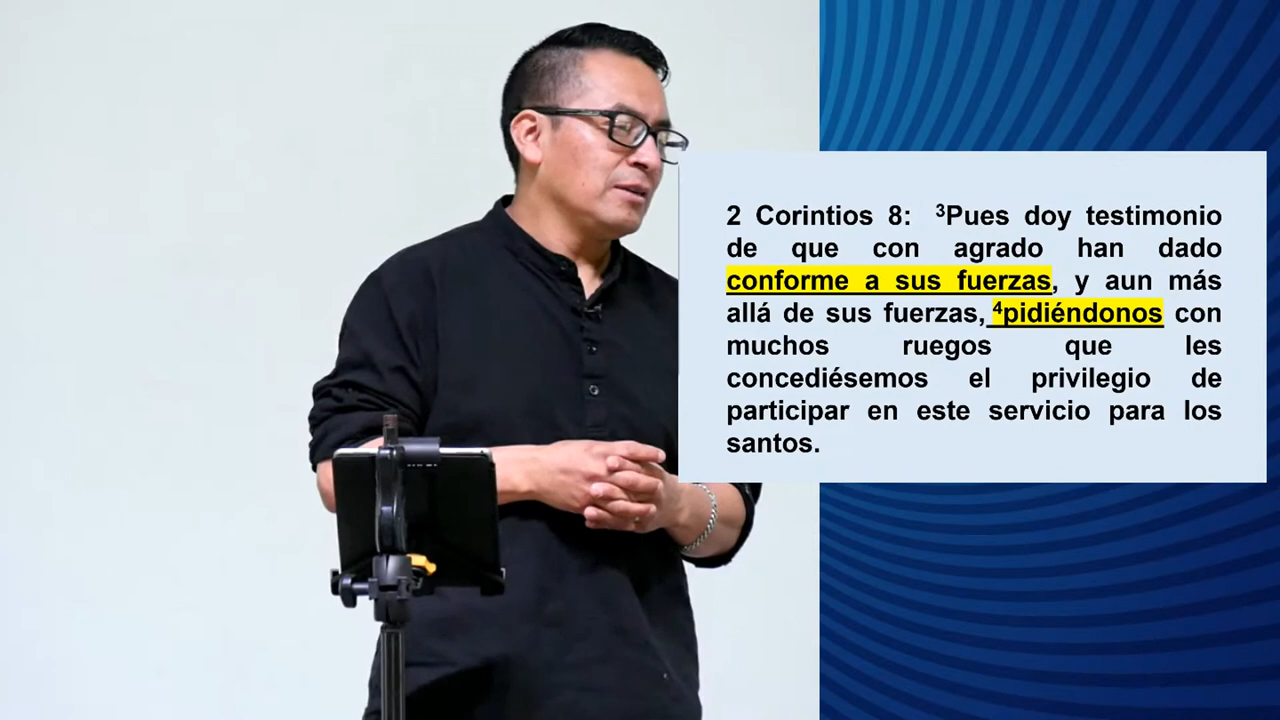 2 Corintios 8: ³Pues doy testimonio
de que con agrado han dado
conforme a sus fuerzas, y aun más
allá de sus fuerzas, ⁴pidiéndonos con
muchos ruegos que les
concediésemos el privilegio de
participar en este servicio para los
santos.